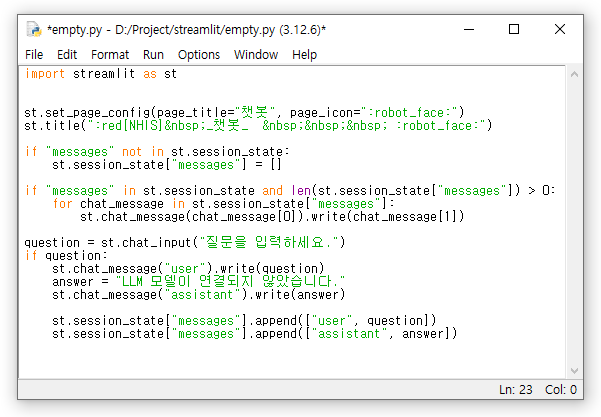 *empty.py - D:/Project/streamlit/empty.py (3.12.6)*
File Edit Format Run Options Window Help
import streamlit as st
st.set_page_config(page_title="챗봇", page_icon=":robot_face:")
st.title(":red[NHIS]&nbsp;_챗봇_  &nbsp;&nbsp;&nbsp; :robot_face:")
if "messages" not in st.session_state:
    st.session_state["messages"] = []
if "messages" in st.session_state and len(st.session_state["messages"]) > 0:
    for chat_message in st.session_state["messages"]:
        st.chat_message(chat_message[0]).write(chat_message[1])
question = st.chat_input("질문을 입력하세요.")
if question:
    st.chat_message("user").write(question)
    answer = "LLM 모델이 연결되지 않았습니다."
    st.chat_message("assistant").write(answer)
    st.session_state["messages"].append(["user", question])
    st.session_state["messages"].append(["assistant", answer])
Ln: 23 Col: 0